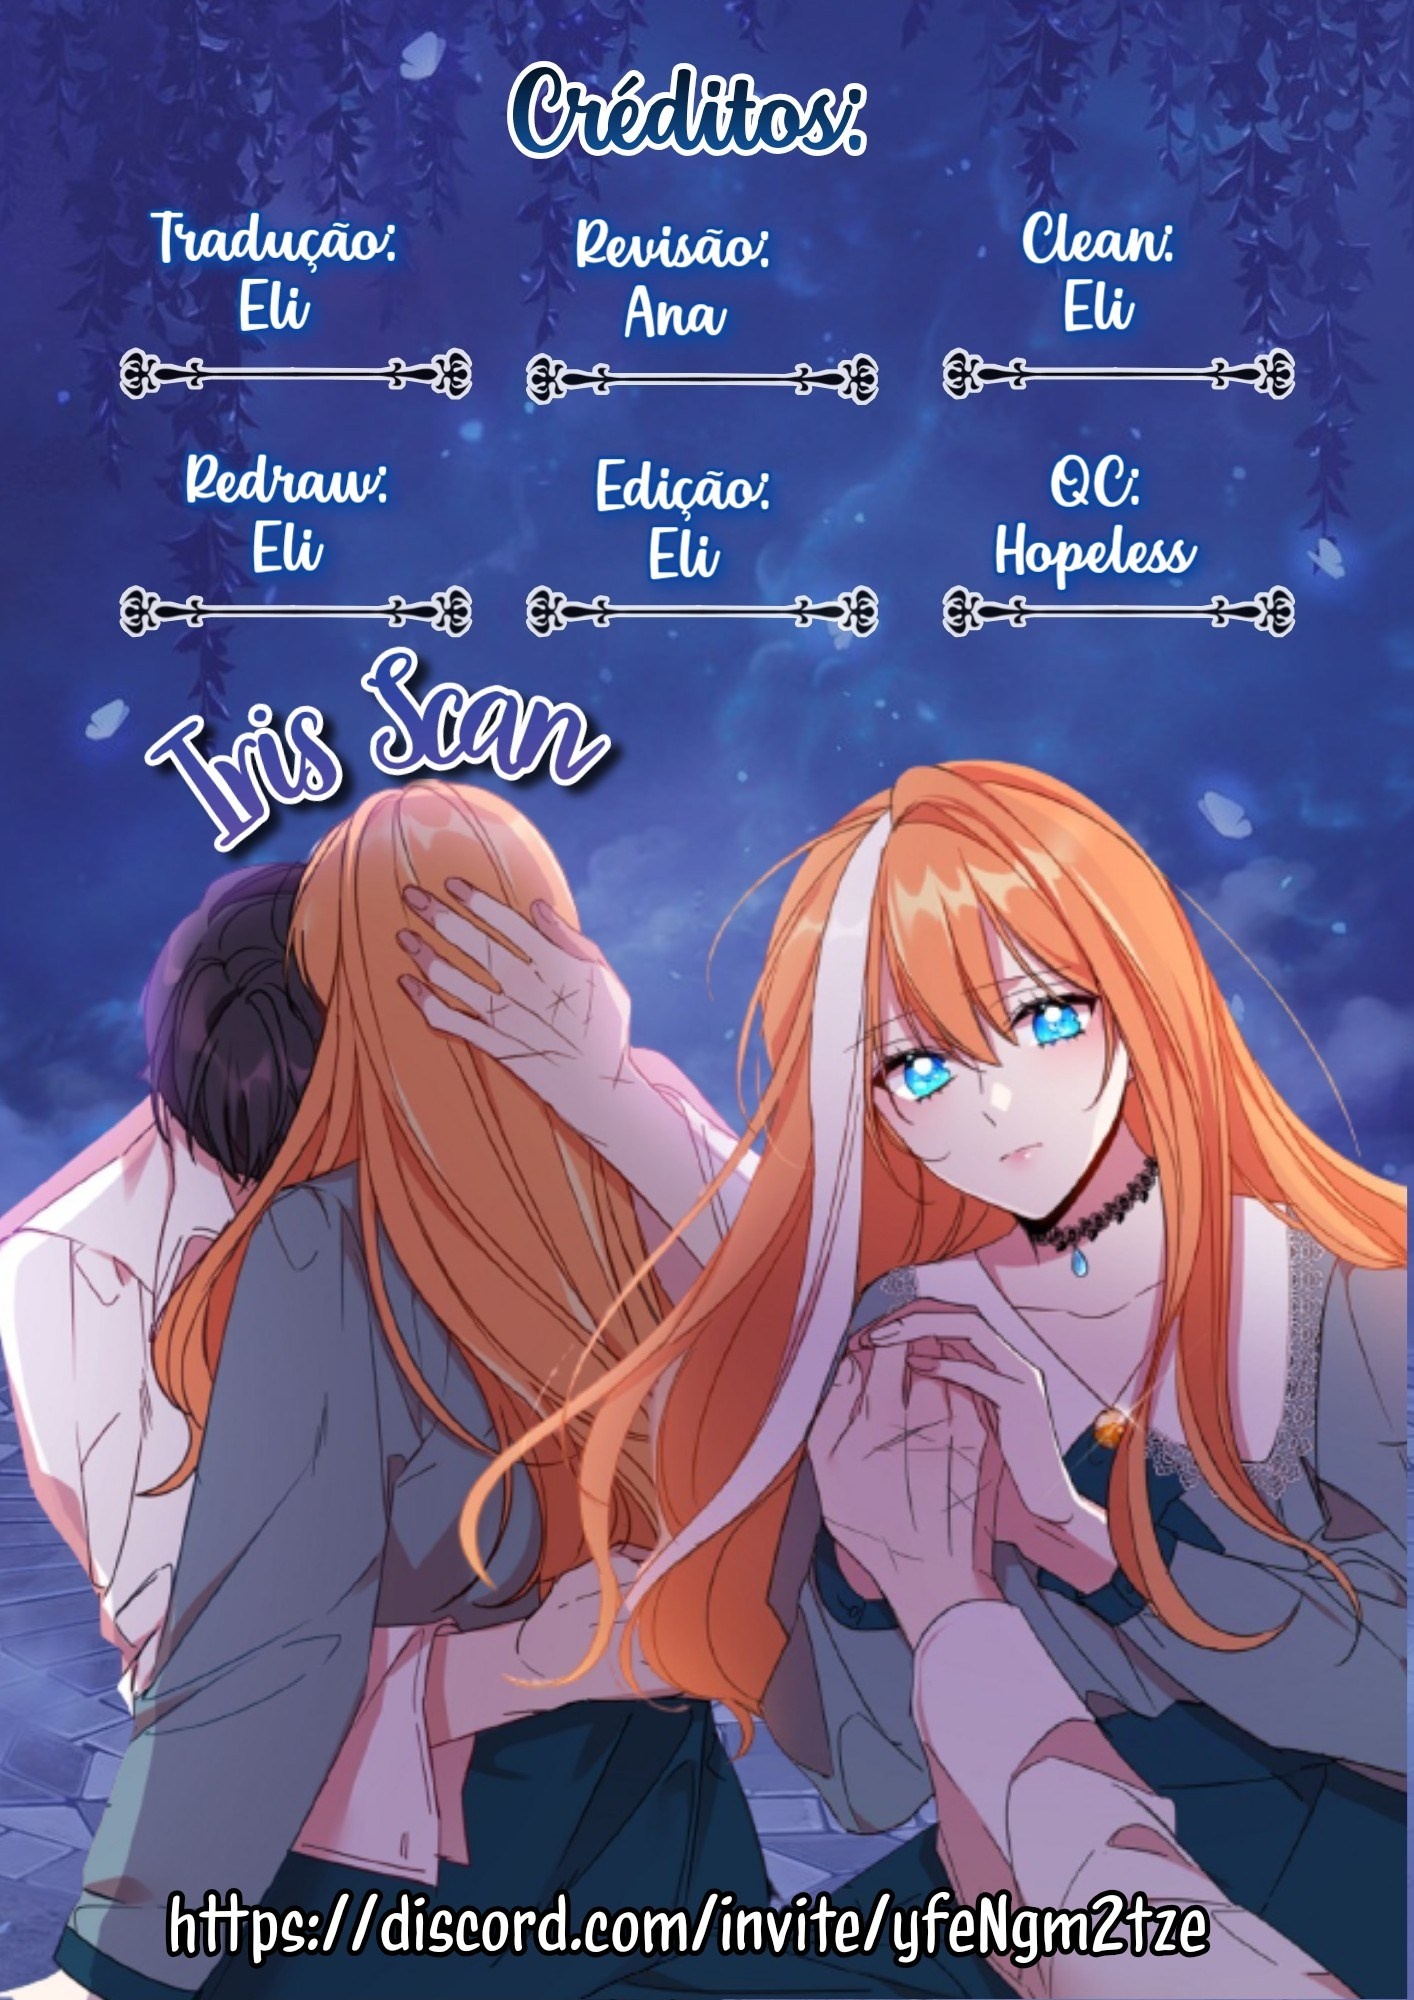 Créditos:
Tradução:
Eli
Revisão:
Ana
Clean:
Eli
Redraw:
Eli
Edição:
Eli
QC:
Hopeless
Iris Scan
https://discord.com/invite/yfeNgm2tze